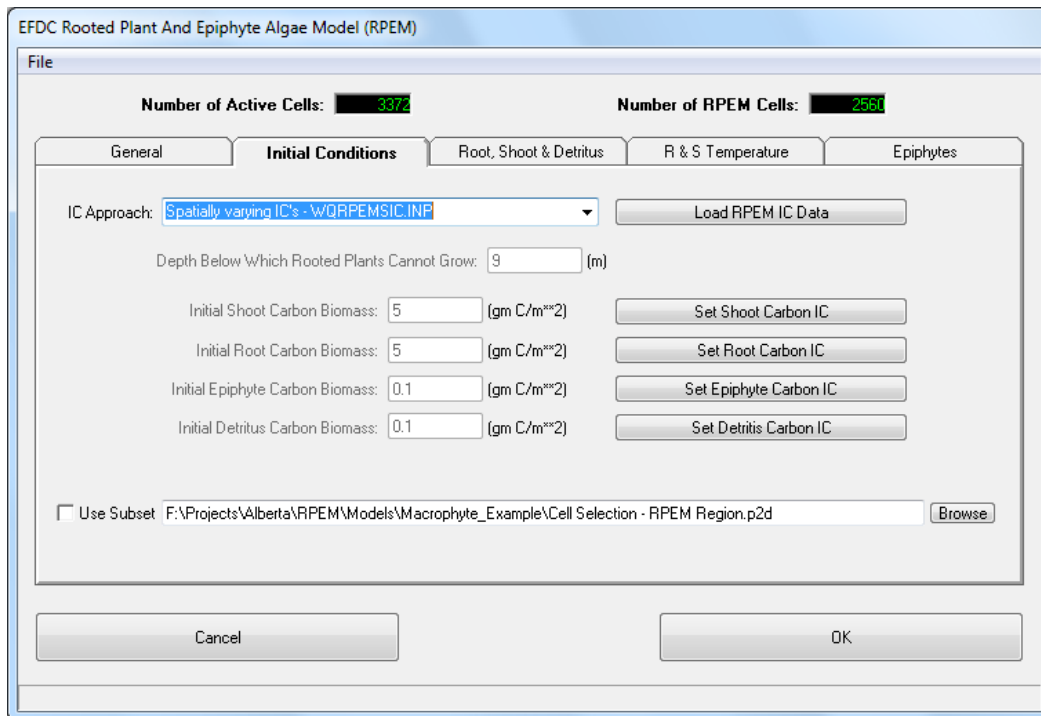 EFDC Rooted Plant And Epiphyte Algae Model (RPEM)
File
Number of Active Cells: 3372 Number of RPEM Cells: 2560
General Initial Conditions Root, Shoot & Detritus R & S Temperature Epiphytes
IC Approach: Spatially varying IC's - WQRPEMSIC.INP Load RPEM IC Data
Depth Below Which Rooted Plants Cannot Grow: 9 (m)
Initial Shoot Carbon Biomass: 5 (gm C/m**2) Set Shoot Carbon IC
Initial Root Carbon Biomass: 5 (gm C/m**2) Set Root Carbon IC
Initial Epiphyte Carbon Biomass: 0.1 (gm C/m**2) Set Epiphyte Carbon IC
Initial Detritus Carbon Biomass: 0.1 (gm C/m**2) Set Detritis Carbon IC
Use Subset F:\Projects\Alberta\RPEM\Models\Macrophyte_Example\Cell Selection - RPEM Region.p2d Browse
Cancel OK